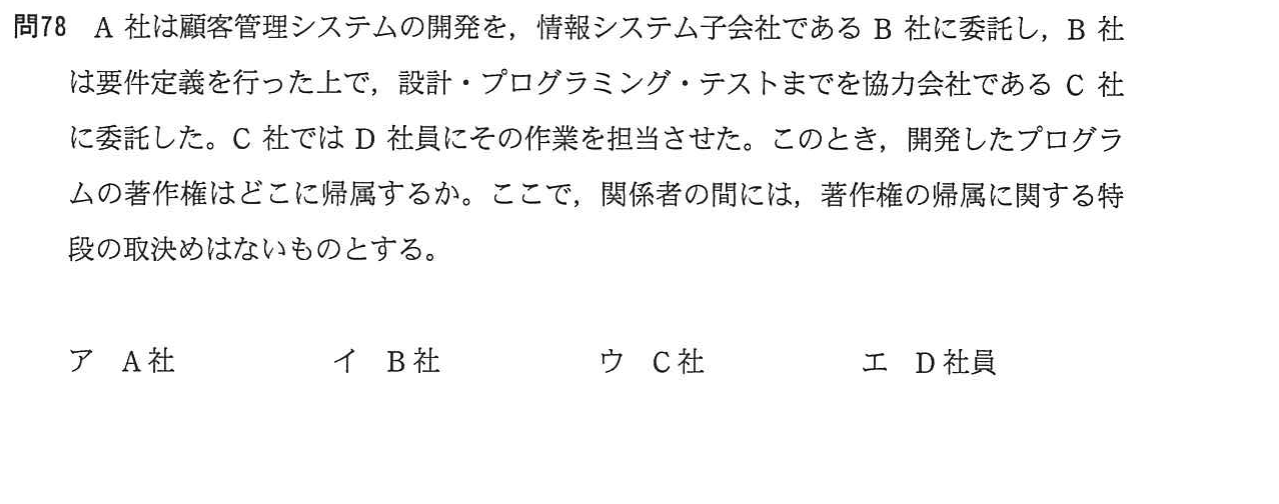 問78 A 社は顧客管理システムの開発を，情報システム子会社である B 社に委託し，B 社
は要件定義を行った上で，設計・プログラミング・テストまでを協力会社である C 社
に委託した。C 社では D 社員にその作業を担当させた。このとき，開発したプログラ
ムの著作権はどこに帰属するか。ここで，関係者の間には，著作権の帰属に関する特
段の取決めはないものとする。
ア A 社 イ B 社 ウ C 社 エ D 社員